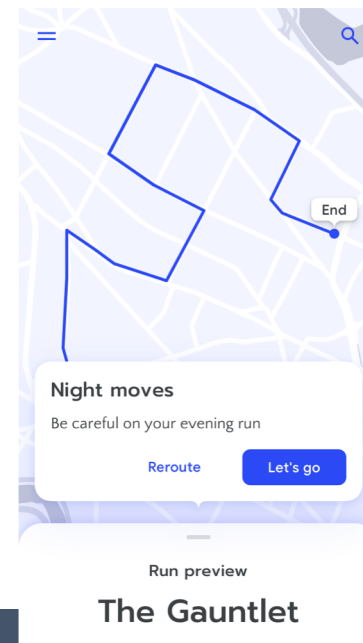 End
Night moves
Be careful on your evening run
Reroute
Let's go
Run preview
The Gauntlet